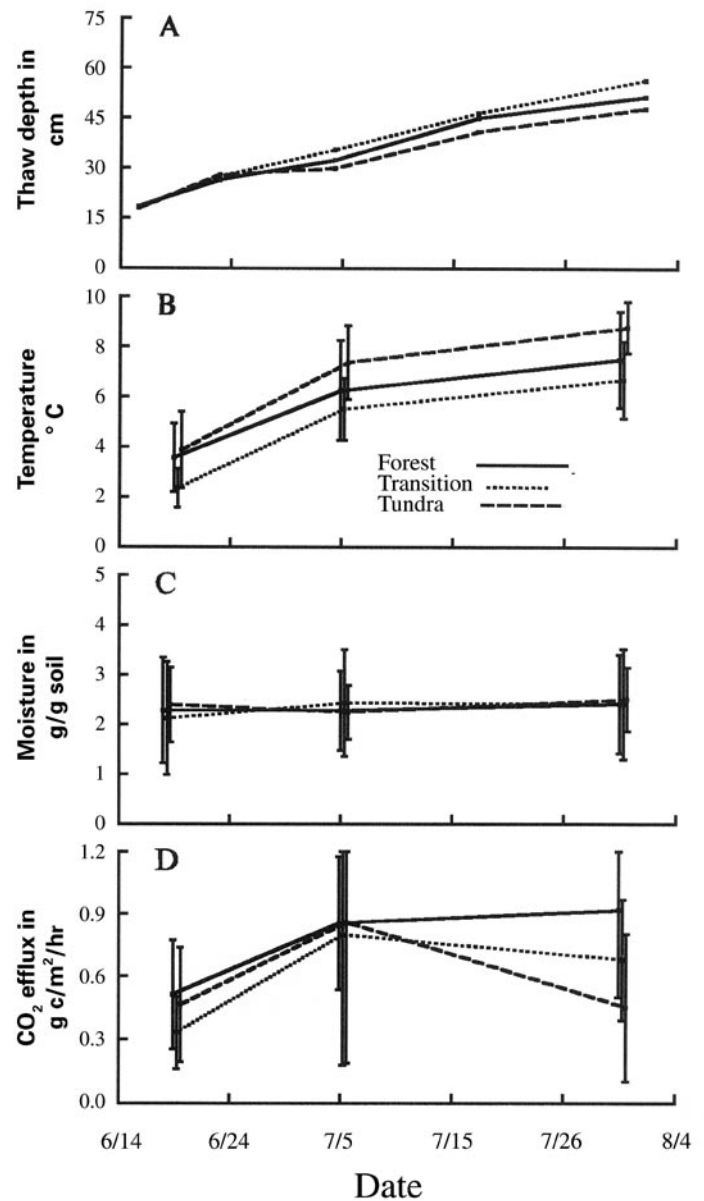 A
Thaw depth in
cm
75
60
45
30
15
0
B
Temperature
° C
10
8
6
4
2
0
Forest
Transition
Tundra
C
Moisture in
g/g soil
5
4
3
2
1
0
D
CO₂ efflux in
g c/m²/hr
1.2
0.9
0.6
0.3
0.0
6/14 6/24 7/5 7/15 7/26 8/4
Date